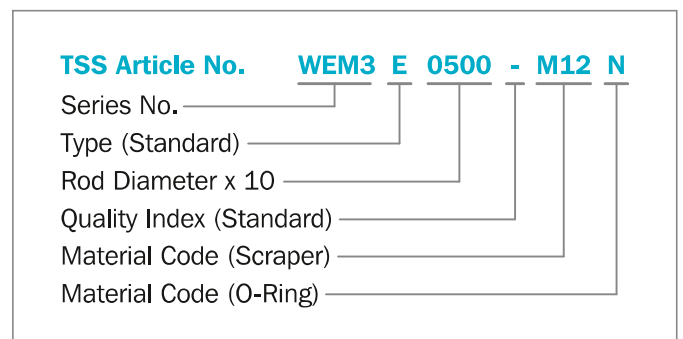 TSS Article No. WEM3 E 0500 - M12 N
Series No.
Type (Standard)
Rod Diameter x 10
Quality Index (Standard)
Material Code (Scraper)
Material Code (O-Ring)